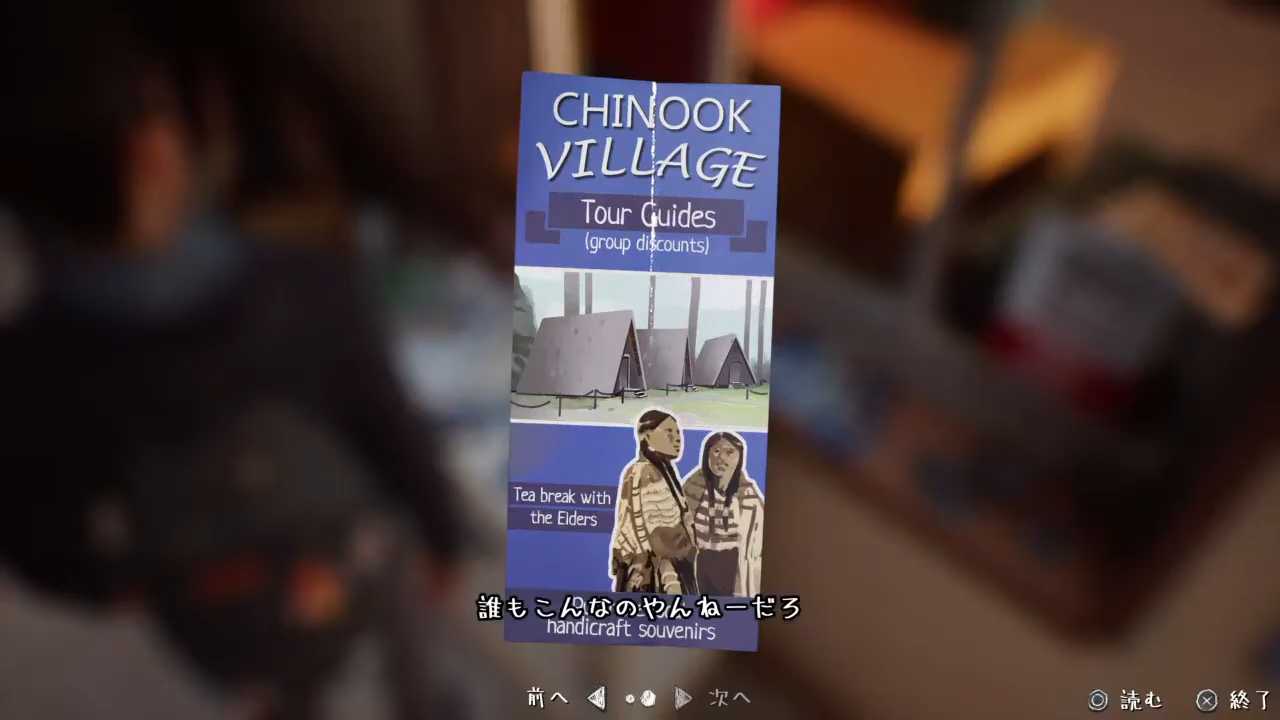 CHINOOK
VILLAGE
Tour Guides
(group discounts)
Tea break with
the Elders
誰もこんなのやんねーだろ
handicraft souvenirs
前へ
次へ
読む
終了